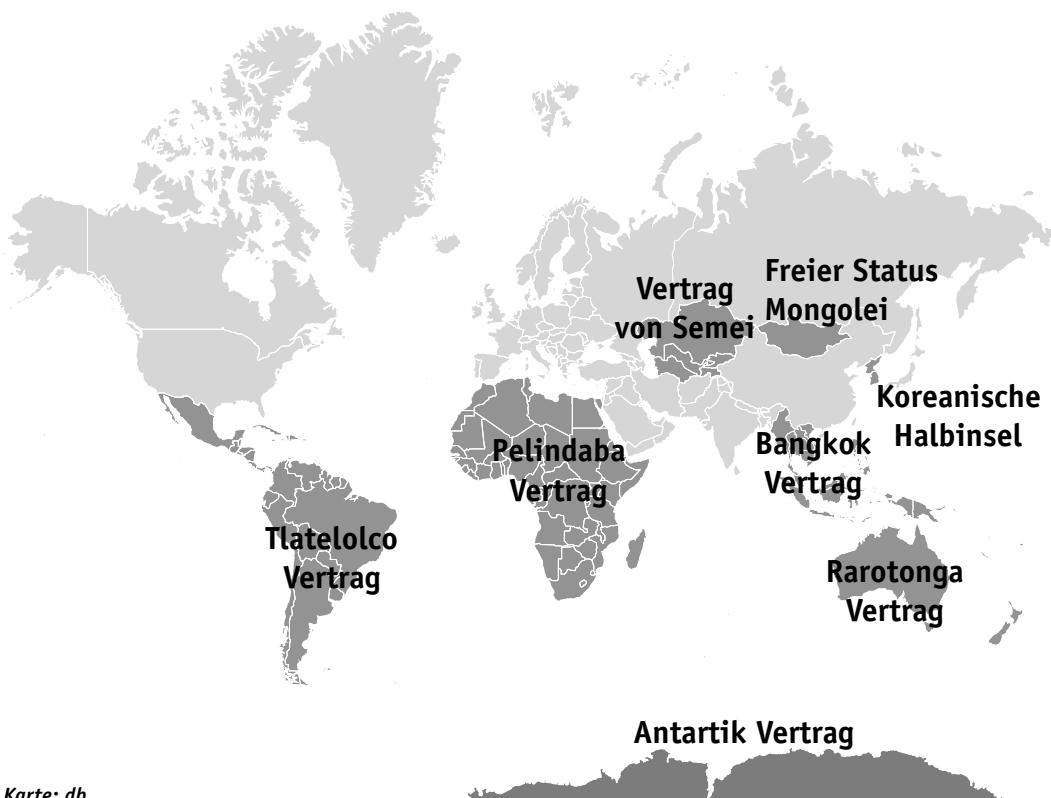 Freier Status
Mongolei
Vertrag
von Semei
Koreanische
Halbinsel
Bangkok
Vertrag
Pelindaba
Vertrag
Tlatelolco
Vertrag
Rarotonga
Vertrag
Antartik Vertrag
Karte: db